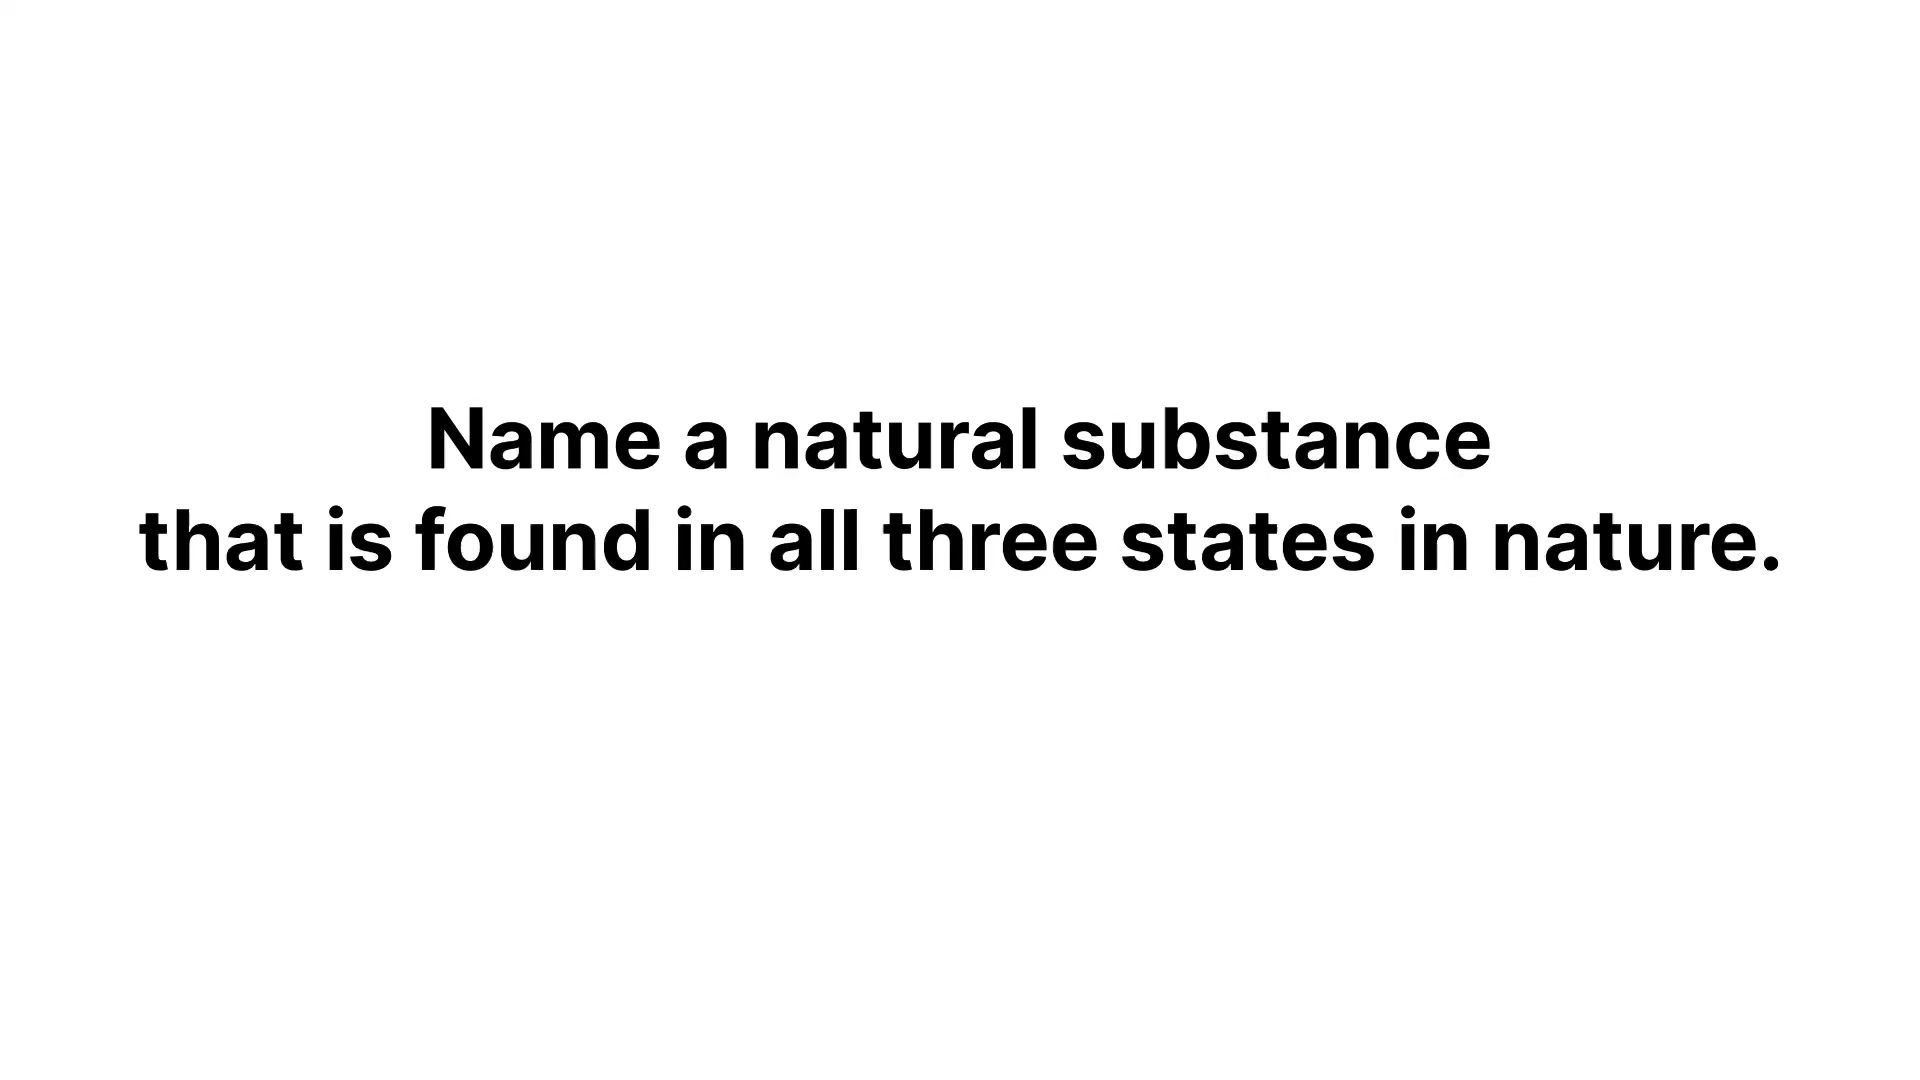 Name a natural substance
that is found in all three states in nature.